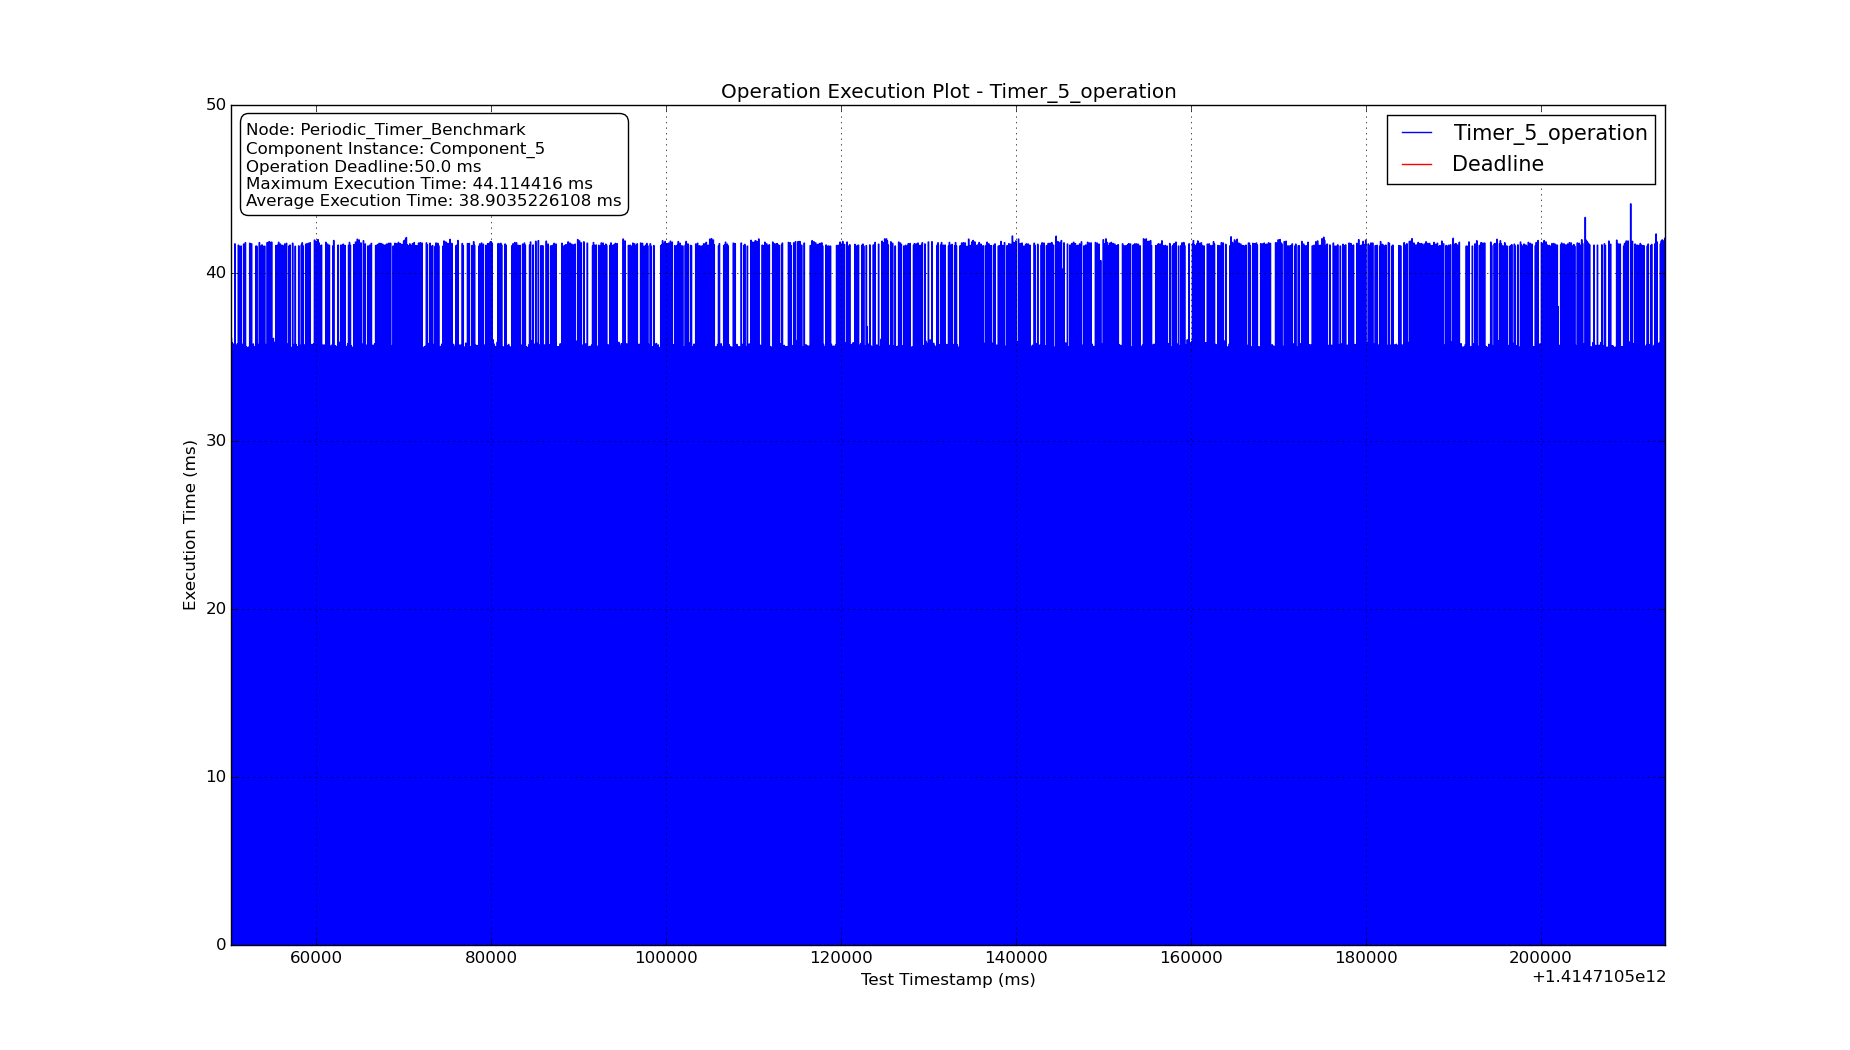 Operation Execution Plot - Timer_5_operation
50
Node: Periodic_Timer_Benchmark
Component Instance: Component_5
Operation Deadline:50.0 ms
Maximum Execution Time: 44.114416 ms
Average Execution Time: 38.9035226108 ms
Timer_5_operation
Deadline
40
30
20
10
0
Execution Time (ms)
60000 80000 100000 120000 140000 160000 180000 200000
+1.4147105e12
Test Timestamp (ms)